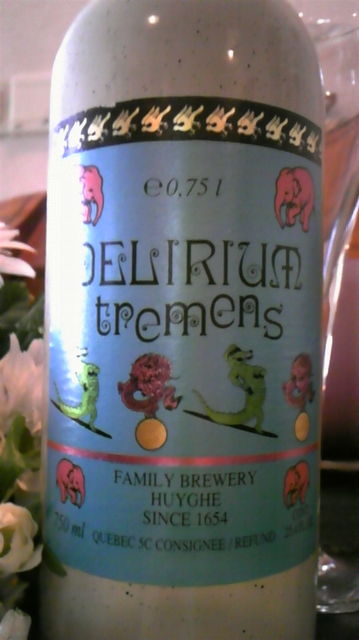 ℮0,75 l
DELIRIUM
tremens
FAMILY BREWERY
HUYGHE
SINCE 1654
750 ml
QUEBEC 5C CONSIGNEE / REFUND